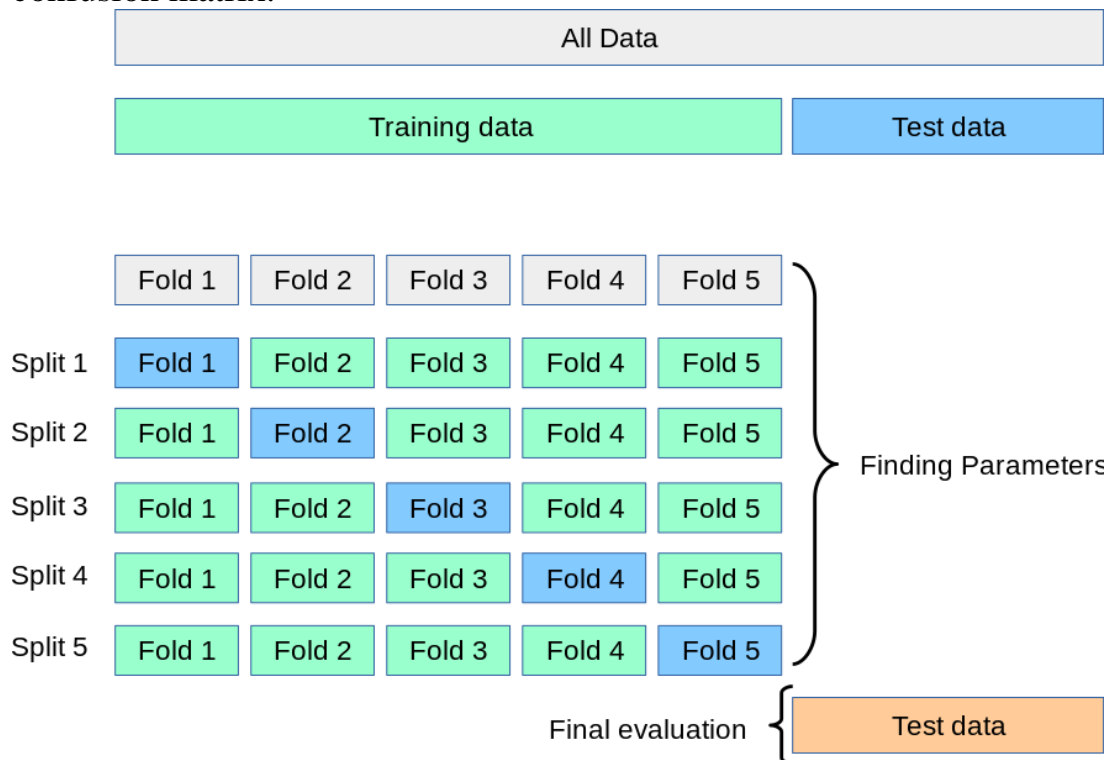 confusion matrix.
All Data
Training data Test data
Fold 1 Fold 2 Fold 3 Fold 4 Fold 5
Split 1 Fold 1 Fold 2 Fold 3 Fold 4 Fold 5
Split 2 Fold 1 Fold 2 Fold 3 Fold 4 Fold 5
Finding Parameters
Split 3 Fold 1 Fold 2 Fold 3 Fold 4 Fold 5
Split 4 Fold 1 Fold 2 Fold 3 Fold 4 Fold 5
Split 5 Fold 1 Fold 2 Fold 3 Fold 4 Fold 5
Final evaluation Test data